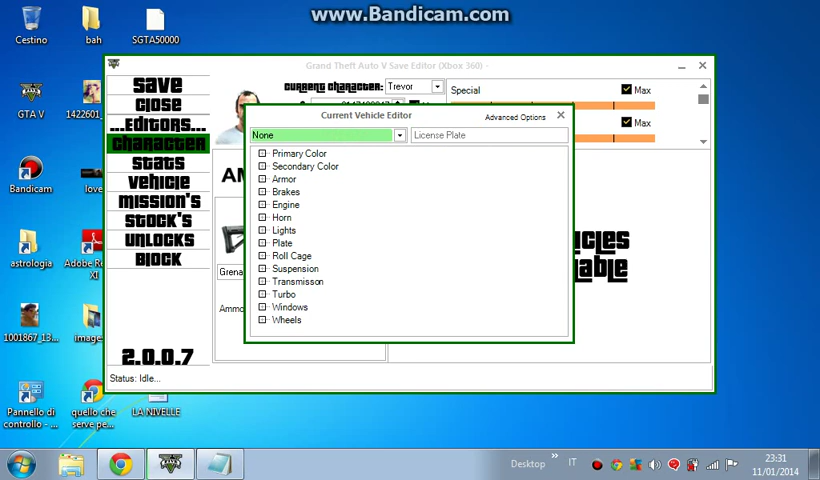 www.Bandicam.com
Cestino
bah
SGTA50000
GTA V
1422601_
Bandicam
love
astrologia
Adobe Re
XI
1001867_13...
image
Pannello di
controllo - ...
quello che
serve pe...
LA NIVELLE
Grand Theft Auto V Save Editor (Xbox 360) -
Save
Close
...Editors...
Character
Stats
Vehicle
Mission's
Stock's
Unlocks
Block
2.0.0.7
Status: Idle...
Current Character:
Trevor
Special
Max
Max
Current Vehicle Editor
Advanced Options
None
License Plate
Primary Color
Secondary Color
Armor
Brakes
Engine
Horn
Lights
Plate
Roll Cage
Suspension
Transmisson
Turbo
Windows
Wheels
AM
Grena
Ammo
icles
able
Desktop
IT
23:31
11/01/2014